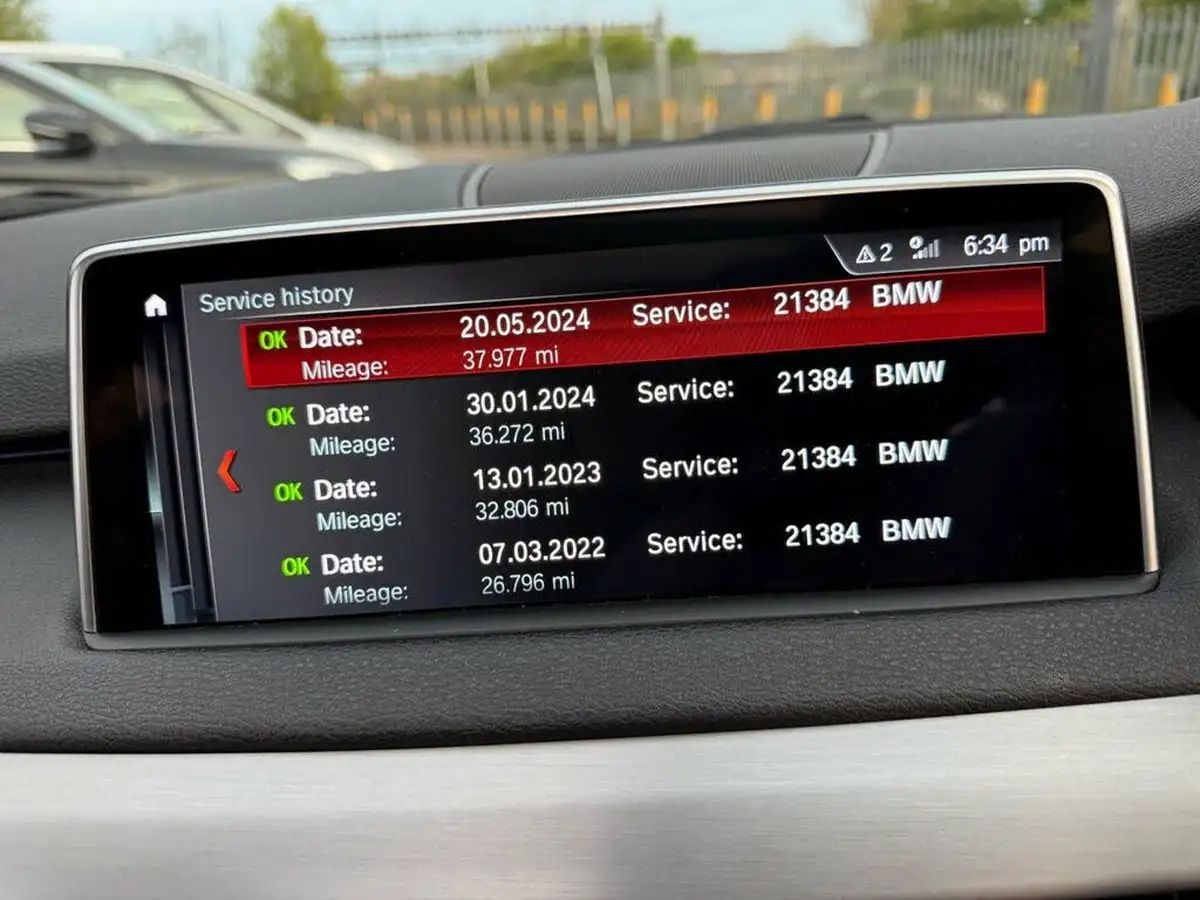 2 6:34 pm
Service history
OK Date: 20.05.2024 Service: 21384 BMW
Mileage: 37.977 mi
OK Date: 30.01.2024 Service: 21384 BMW
Mileage: 36.272 mi
OK Date: 13.01.2023 Service: 21384 BMW
Mileage: 32.806 mi
OK Date: 07.03.2022 Service: 21384 BMW
Mileage: 26.796 mi